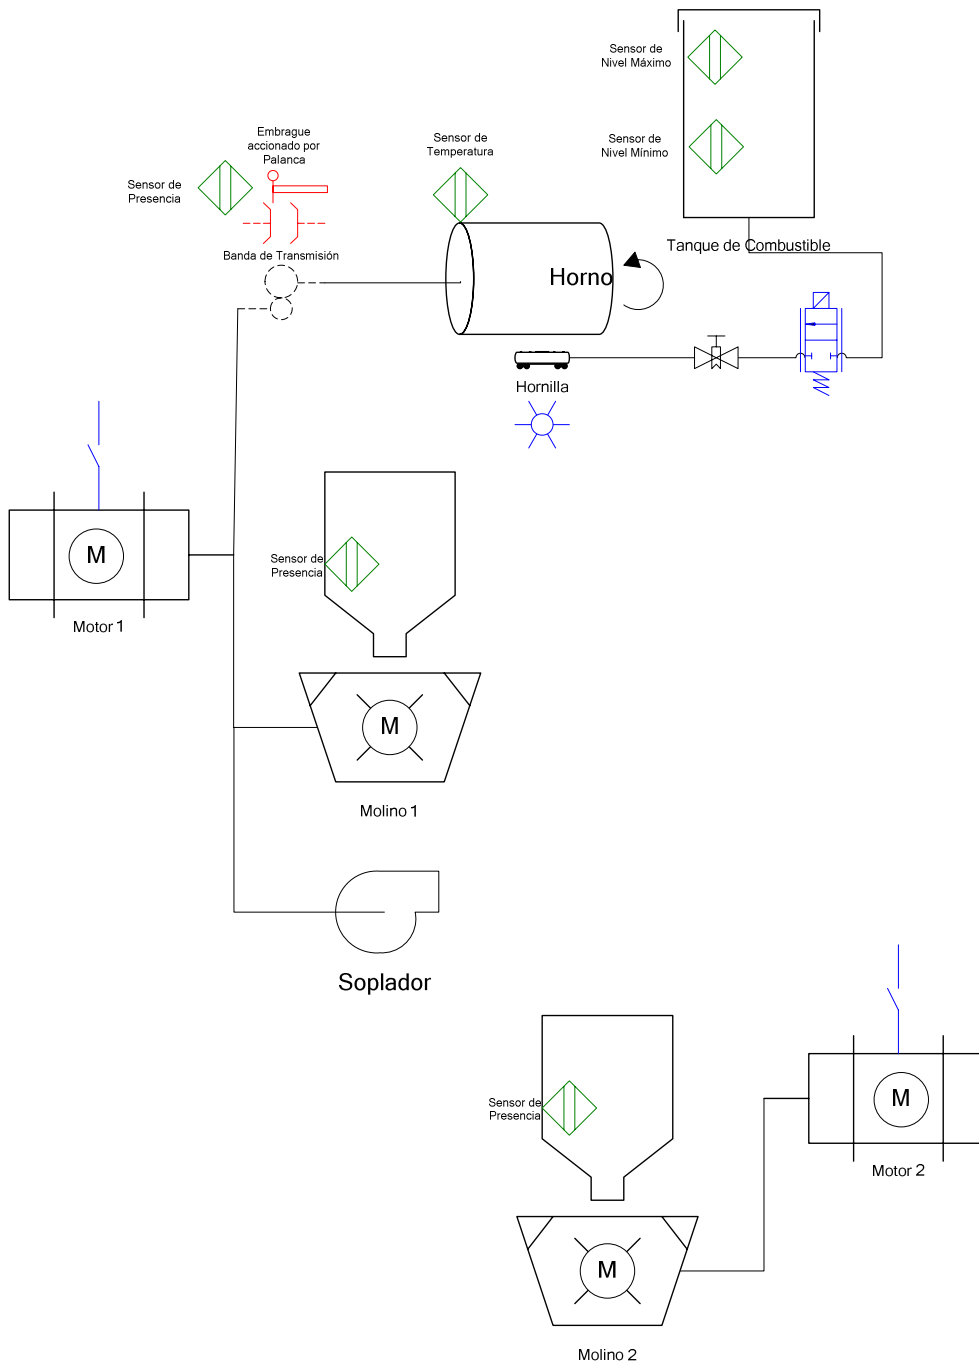 Sensor de
Nivel Máximo
Sensor de
Nivel Mínimo
Embrague
accionado por
Palanca
Sensor de
Temperatura
Sensor de
Presencia
Tanque de Combustible
Banda de Transmisión
Horno
Hornilla
M
Motor 1
Sensor de
Presencia
M
Molino 1
Soplador
Sensor de
Presencia
M
Motor 2
M
Molino 2